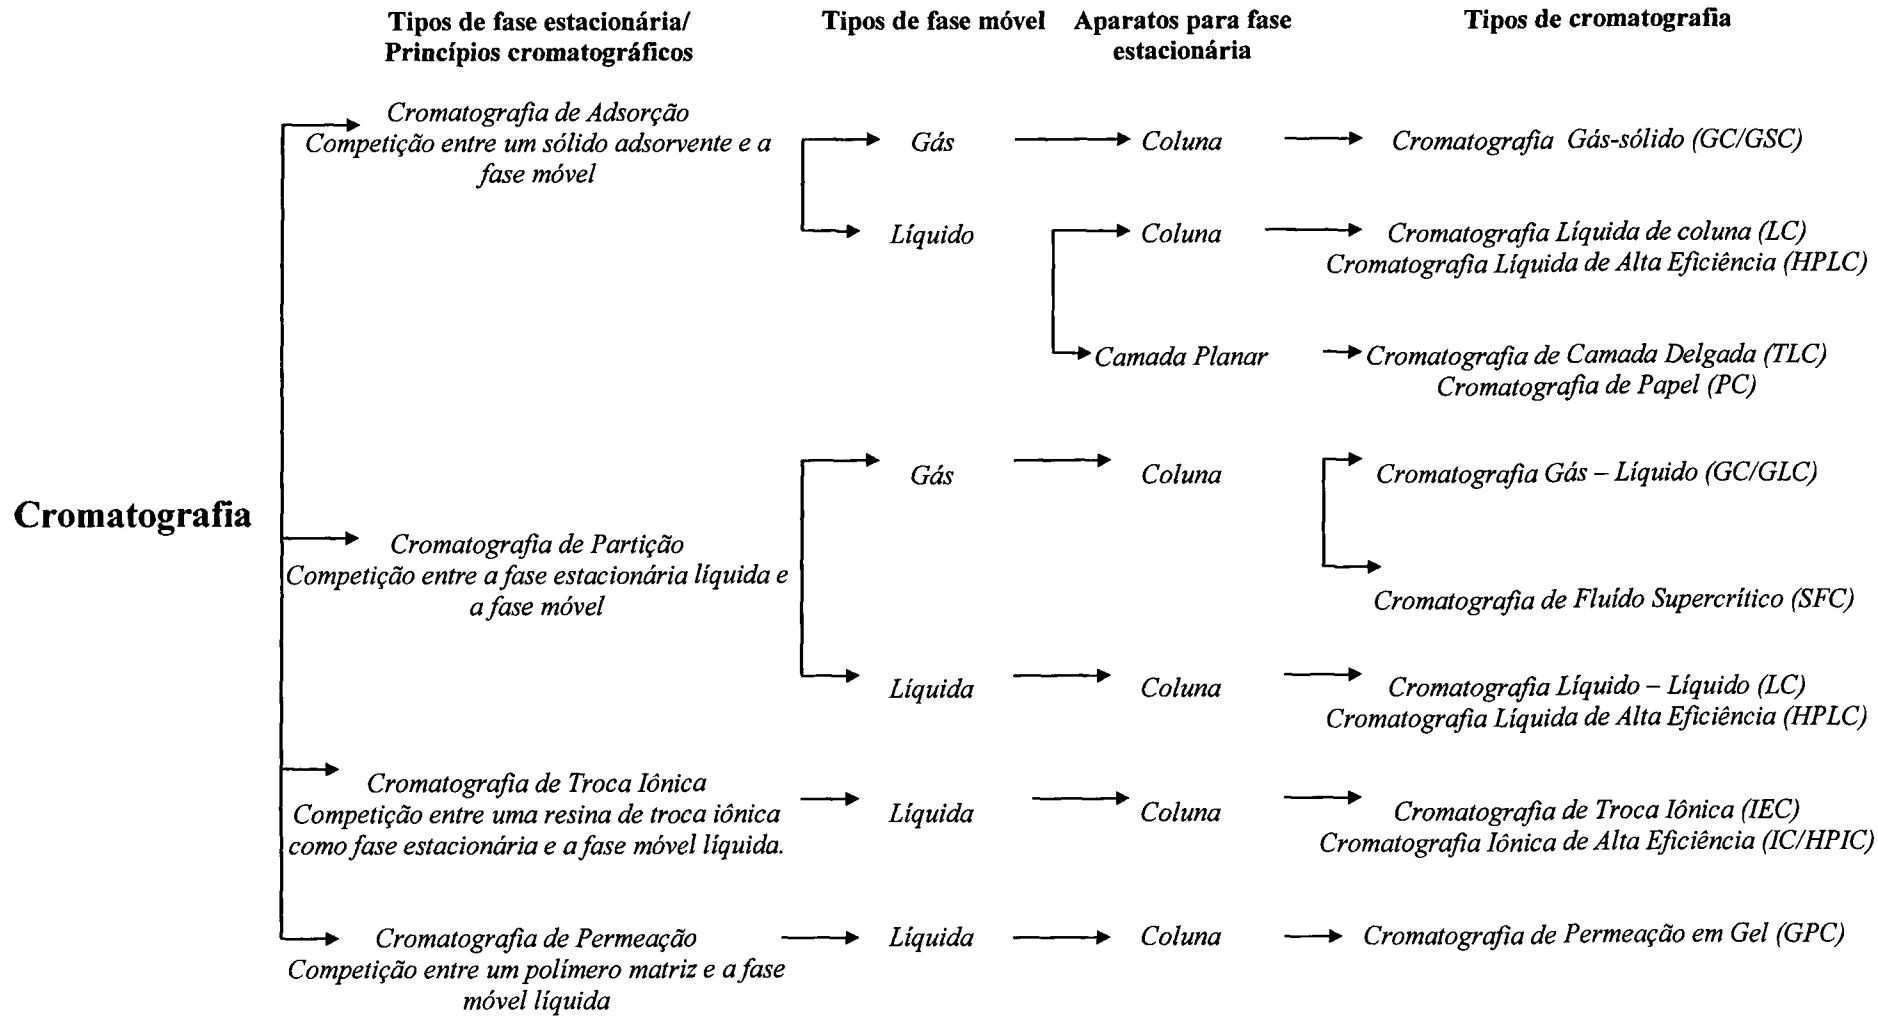 Tipos de fase estacionária/
Princípios cromatográficos
Tipos de fase móvel
Aparatos para fase
estacionária
Tipos de cromatografia
Cromatografia
Cromatografia de Adsorção
Competição entre um sólido adsorvente e a
fase móvel
Gás
Coluna
Cromatografia Gás-sólido (GC/GSC)
Líquido
Coluna
Cromatografia Líquida de coluna (LC)
Cromatografia Líquida de Alta Eficiência (HPLC)
Camada Planar
Cromatografia de Camada Delgada (TLC)
Cromatografia de Papel (PC)
Cromatografia de Partição
Competição entre a fase estacionária líquida e
a fase móvel
Gás
Coluna
Cromatografia Gás – Líquido (GC/GLC)
Cromatografia de Fluído Supercrítico (SFC)
Líquida
Coluna
Cromatografia Líquido – Líquido (LC)
Cromatografia Líquida de Alta Eficiência (HPLC)
Cromatografia de Troca Iônica
Competição entre uma resina de troca iônica
como fase estacionária e a fase móvel líquida.
Líquida
Coluna
Cromatografia de Troca Iônica (IEC)
Cromatografia Iônica de Alta Eficiência (IC/HPIC)
Cromatografia de Permeação
Competição entre um polímero matriz e a fase
móvel líquida
Líquida
Coluna
Cromatografia de Permeação em Gel (GPC)